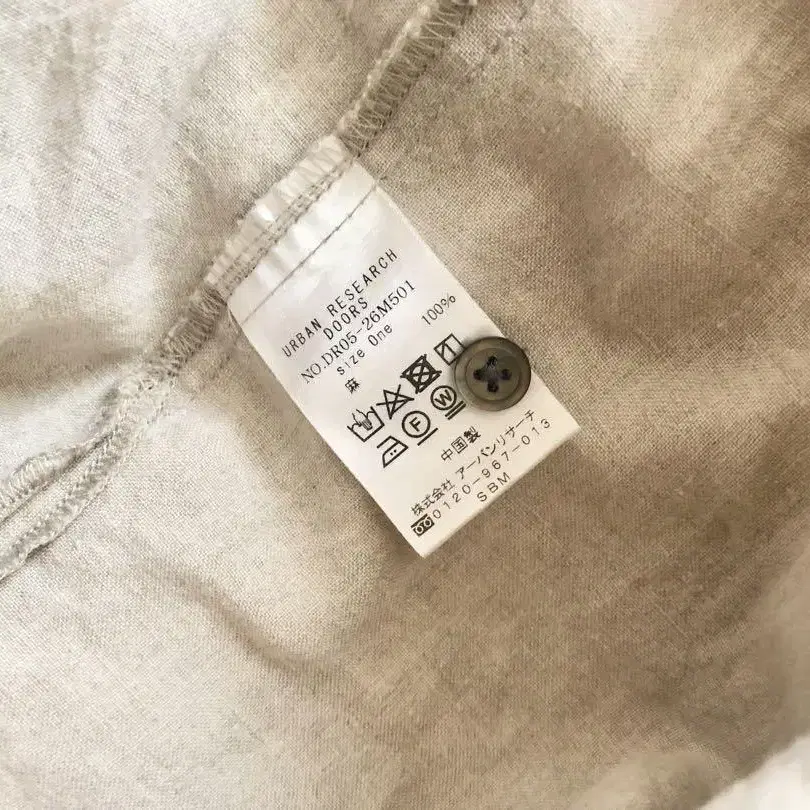 URBAN RESEARCH
DOORS
NO.DR05-26M501
size One
麻 100%
F W
中国製
株式会社 アーバンリサーチ
0120-967-013
SBM